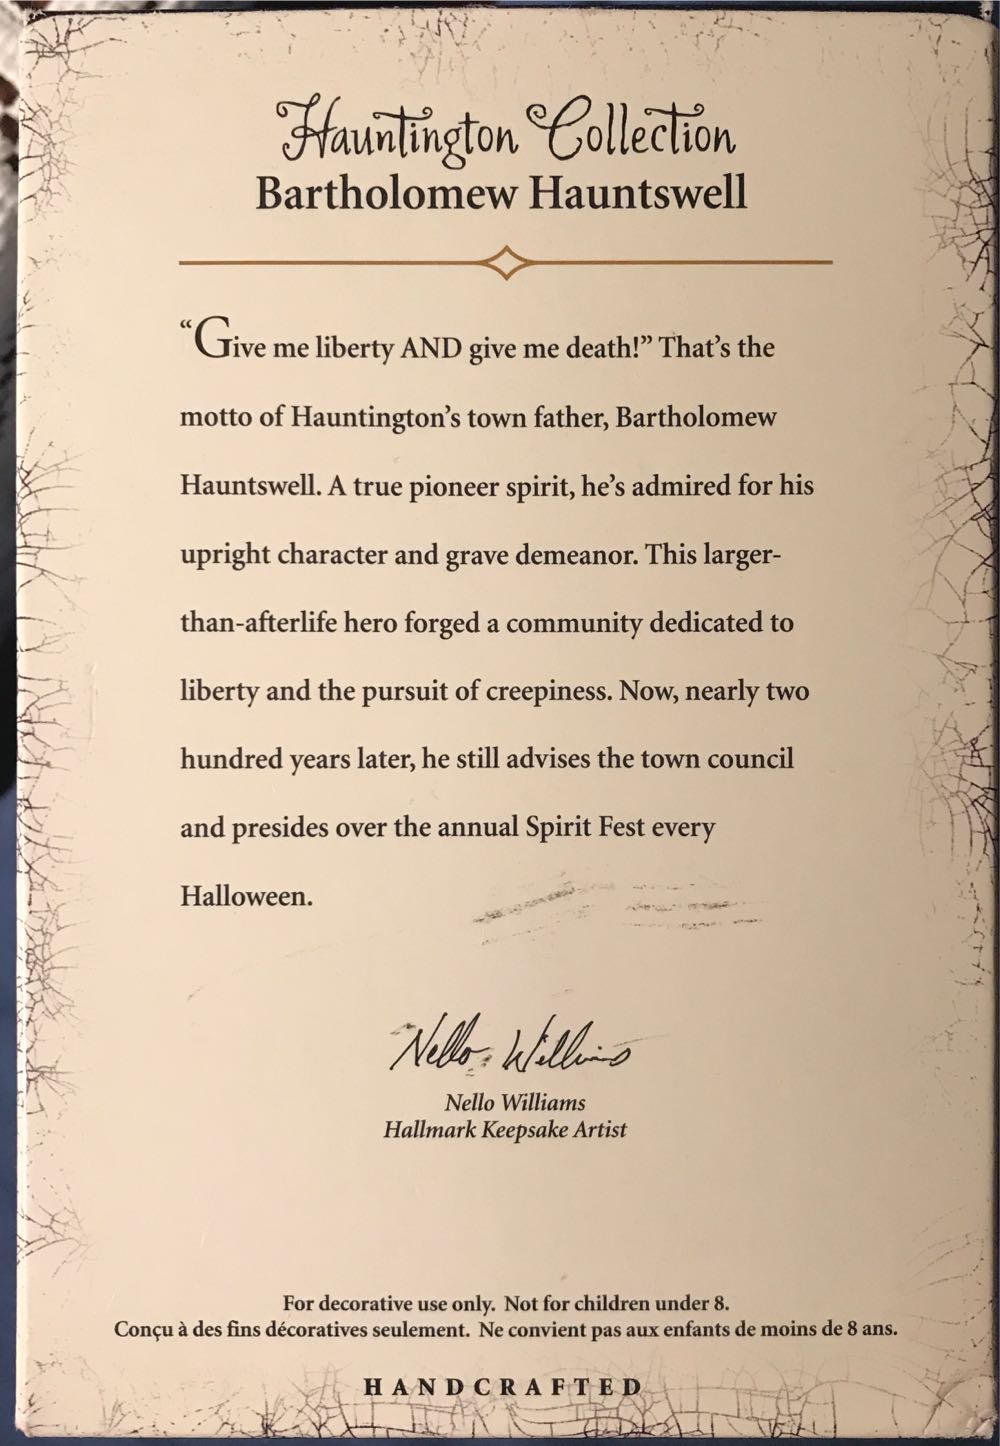 Hauntington Collection
Bartholomew Hauntswell
“Give me liberty AND give me death!” That’s the
motto of Hauntington’s town father, Bartholomew
Hauntswell. A true pioneer spirit, he’s admired for his
upright character and grave demeanor. This larger-
than-afterlife hero forged a community dedicated to
liberty and the pursuit of creepiness. Now, nearly two
hundred years later, he still advises the town council
and presides over the annual Spirit Fest every
Halloween.
Nello Williams
Nello Williams
Hallmark Keepsake Artist
For decorative use only. Not for children under 8.
Conçu à des fins décoratives seulement. Ne convient pas aux enfants de moins de 8 ans.
HANDCRAFTED